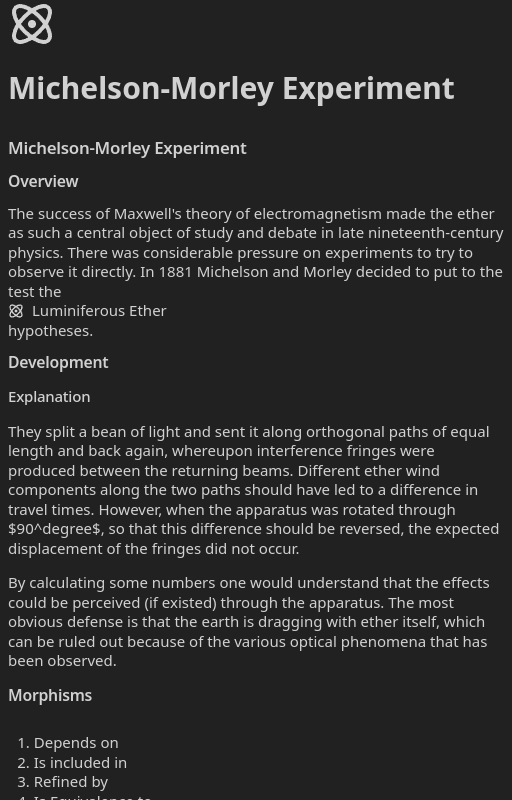 Michelson-Morley Experiment
Michelson-Morley Experiment
Overview
The success of Maxwell's theory of electromagnetism made the ether
as such a central object of study and debate in late nineteenth-century
physics. There was considerable pressure on experiments to try to
observe it directly. In 1881 Michelson and Morley decided to put to the
test the
Luminiferous Ether
hypotheses.
Development
Explanation
They split a bean of light and sent it along orthogonal paths of equal
length and back again, whereupon interference fringes were
produced between the returning beams. Different ether wind
components along the two paths should have led to a difference in
travel times. However, when the apparatus was rotated through
$90^degree$, so that this difference should be reversed, the expected
displacement of the fringes did not occur.
By calculating some numbers one would understand that the effects
could be perceived (if existed) through the apparatus. The most
obvious defense is that the earth is dragging with ether itself, which
can be ruled out because of the various optical phenomena that has
been observed.
Morphisms
1. Depends on
2. Is included in
3. Refined by
4. Is Equivalence to